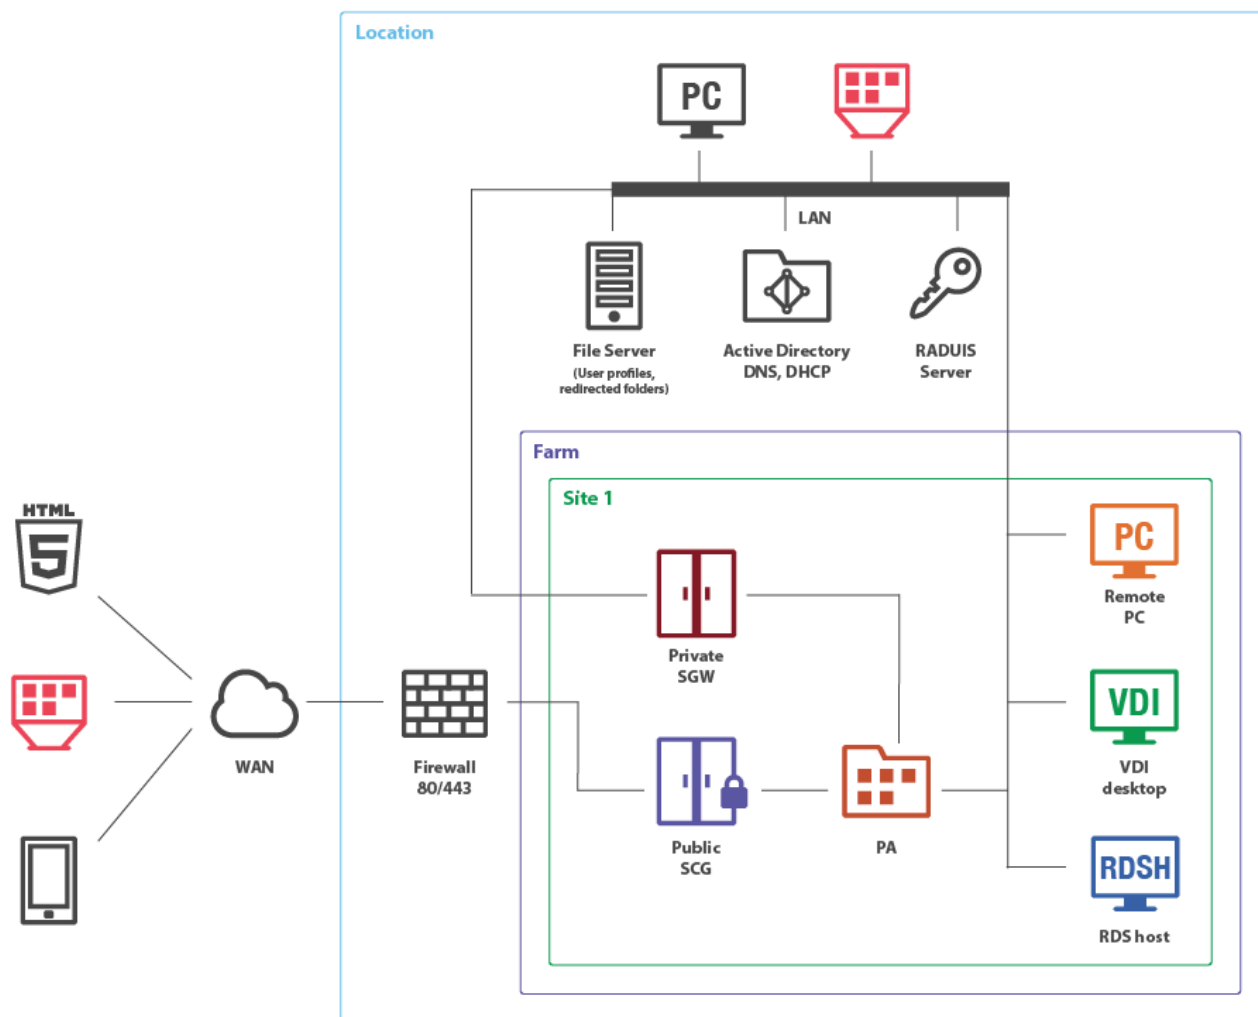 Location
PC
LAN
File Server
(User profiles,
redirected folders)
Active Directory
DNS, DHCP
RADUIS
Server
Farm
Site 1
HTML
5
PC
Remote
PC
Private
SGW
WAN
Firewall
80/443
VDI
VDI
desktop
Public
SCG
PA
RDSH
RDS host